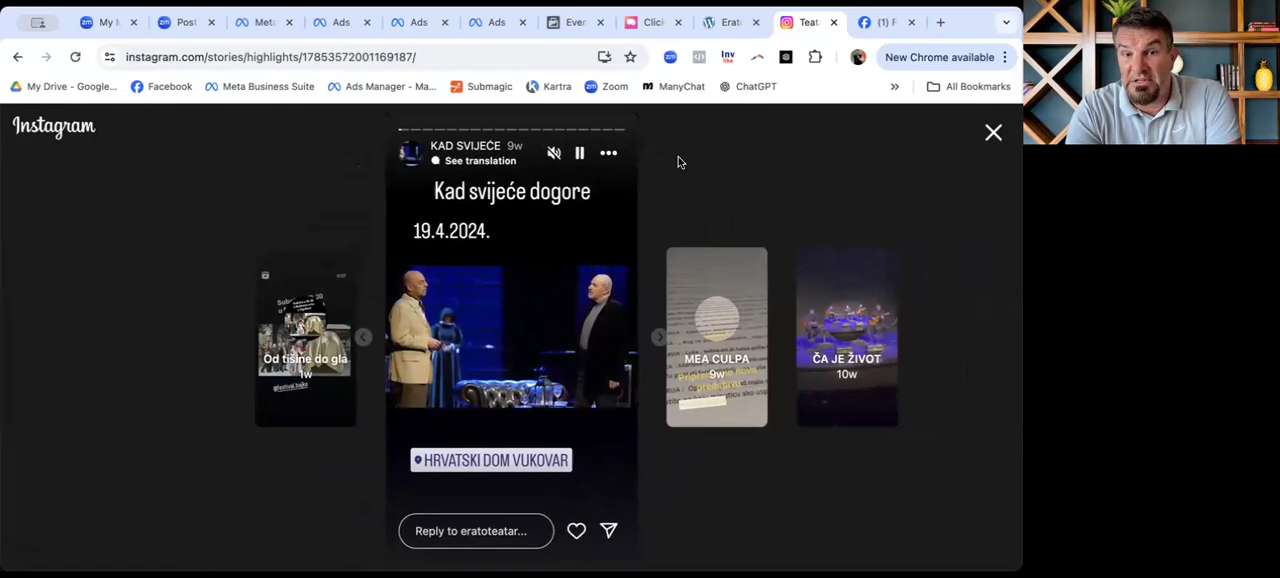 My M
Post
Meta
Ads
Ads
Ads
Even
Click
Erat
Teat
(1) F
instagram.com/stories/highlights/17853572001169187/
Inv
New Chrome available
My Drive - Google...
Facebook
Meta Business Suite
Ads Manager - Ma...
Submagic
Kartra
Zoom
ManyChat
ChatGPT
All Bookmarks
Instagram
KAD SVIJEĆE 9w
See translation
Kad svijeće dogore
19.4.2024.
Od tišine do gla
1w
@festival.bajke
MEA CULPA
9w
ČA JE ŽIVOT
10w
HRVATSKI DOM VUKOVAR
Reply to eratoteatar...